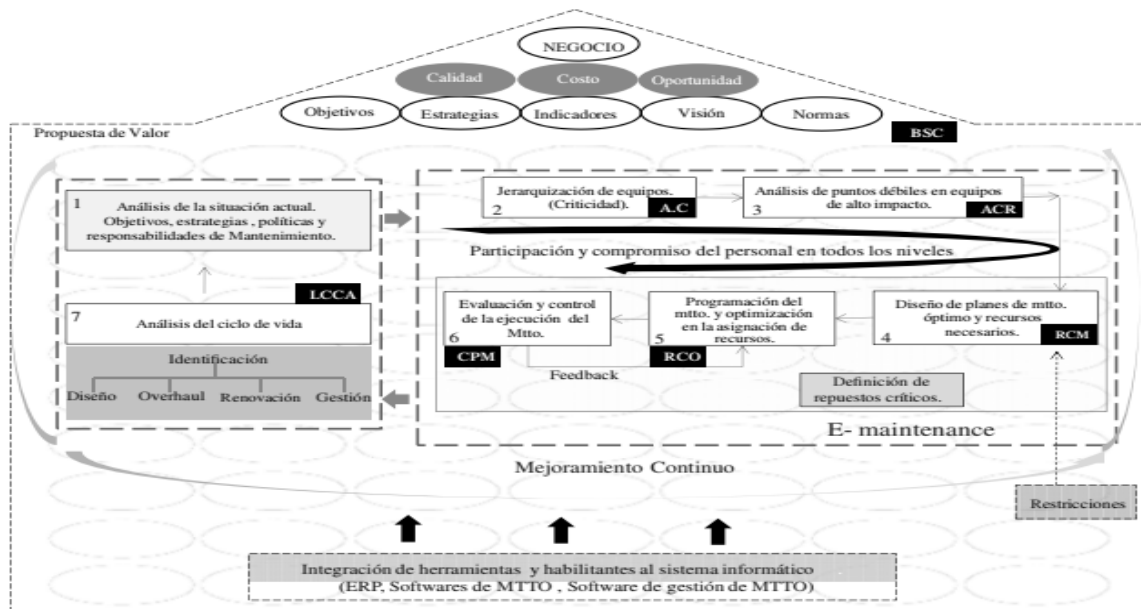 NEGOCIO
Calidad
Costo
Oportunidad
Objetivos
Estrategias
Indicadores
Visión
Normas
Propuesta de Valor
BSC
1
Análisis de la situación actual.
Objetivos, estrategias , políticas y
responsabilidades de Mantenimiento.
Jerarquización de equipos.
(Criticidad).
2
A.C
Análisis de puntos débiles en equipos
de alto impacto.
3
ACR
Participación y compromiso del personal en todos los niveles
LCCA
7
Análisis del ciclo de vida
Identificación
Diseño
Overhaul
Renovación
Gestión
Evaluación y control
de la ejecución del
Mtto.
6
CPM
Programación del
mtto. y optimización
en la asignación de
recursos.
5
RCO
Diseño de planes de mtto.
óptimo y recursos
necesarios.
4
RCM
Feedback
Definición de
repuestos críticos.
E- maintenance
Mejoramiento Continuo
Restricciones
Integración de herramientas y habilitantes al sistema informático
(ERP, Softwares de MTTO , Software de gestión de MTTO)